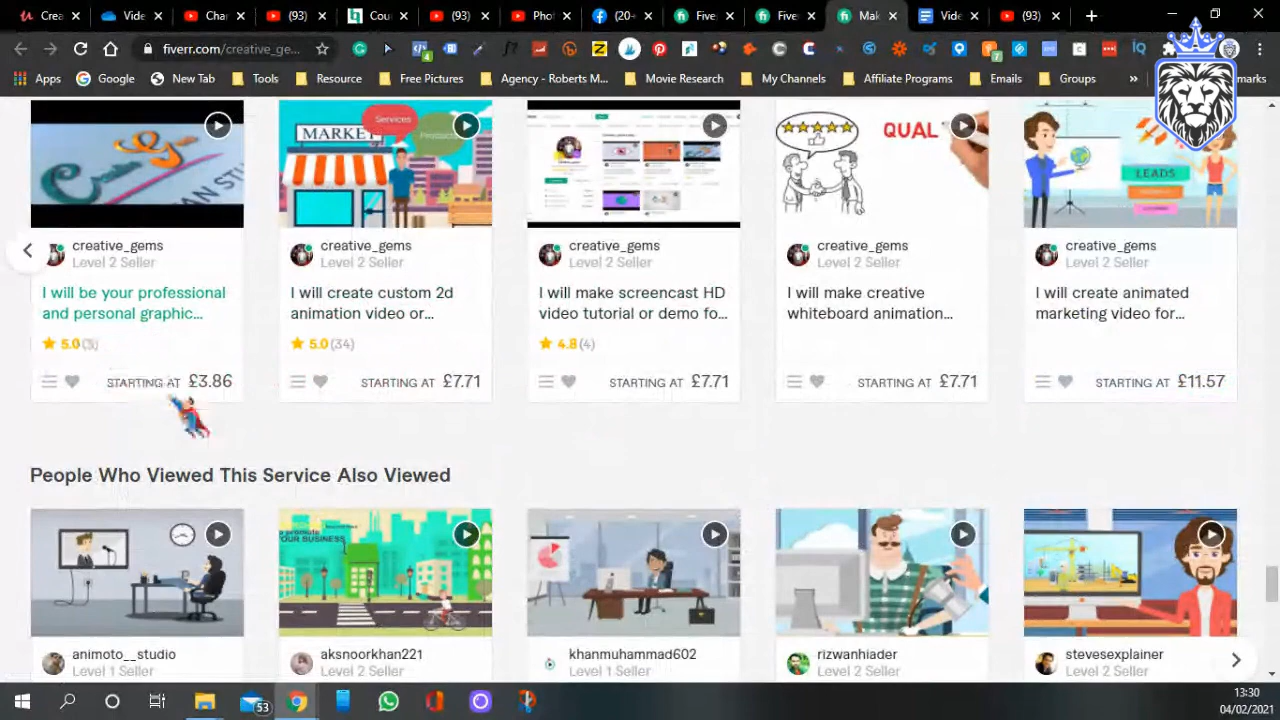 Crea
Vide
Char
(93)
Cou
(93)
Phot
(20+
Five
Five
Mak
Vide
(93)
fiverr.com/creative_ge...
Apps
Google
New Tab
Tools
Resource
Free Pictures
Agency - Roberts M...
Movie Research
My Channels
Affiliate Programs
Emails
Groups
»
MARKET
Services
Products
QUAL
LEADS
creative_gems
Level 2 Seller
I will be your professional
and personal graphic...
5.0
STARTING AT £3.86
creative_gems
Level 2 Seller
I will create custom 2d
animation video or...
5.0 (34)
STARTING AT £7.71
creative_gems
Level 2 Seller
I will make screencast HD
video tutorial or demo fo...
4.8 (4)
STARTING AT £7.71
creative_gems
Level 2 Seller
I will make creative
whiteboard animation...
STARTING AT £7.71
creative_gems
Level 2 Seller
I will create animated
marketing video for...
STARTING AT £11.57
People Who Viewed This Service Also Viewed
YOUR BUSINESS
animoto__studio
Level 1 Seller
aksnoorkhan221
Level 2 Seller
khanmuhammad602
Level 1 Seller
rizwanhiader
Level 2 Seller
stevesexplainer
Level 2 Seller
53
13:30
04/02/2021